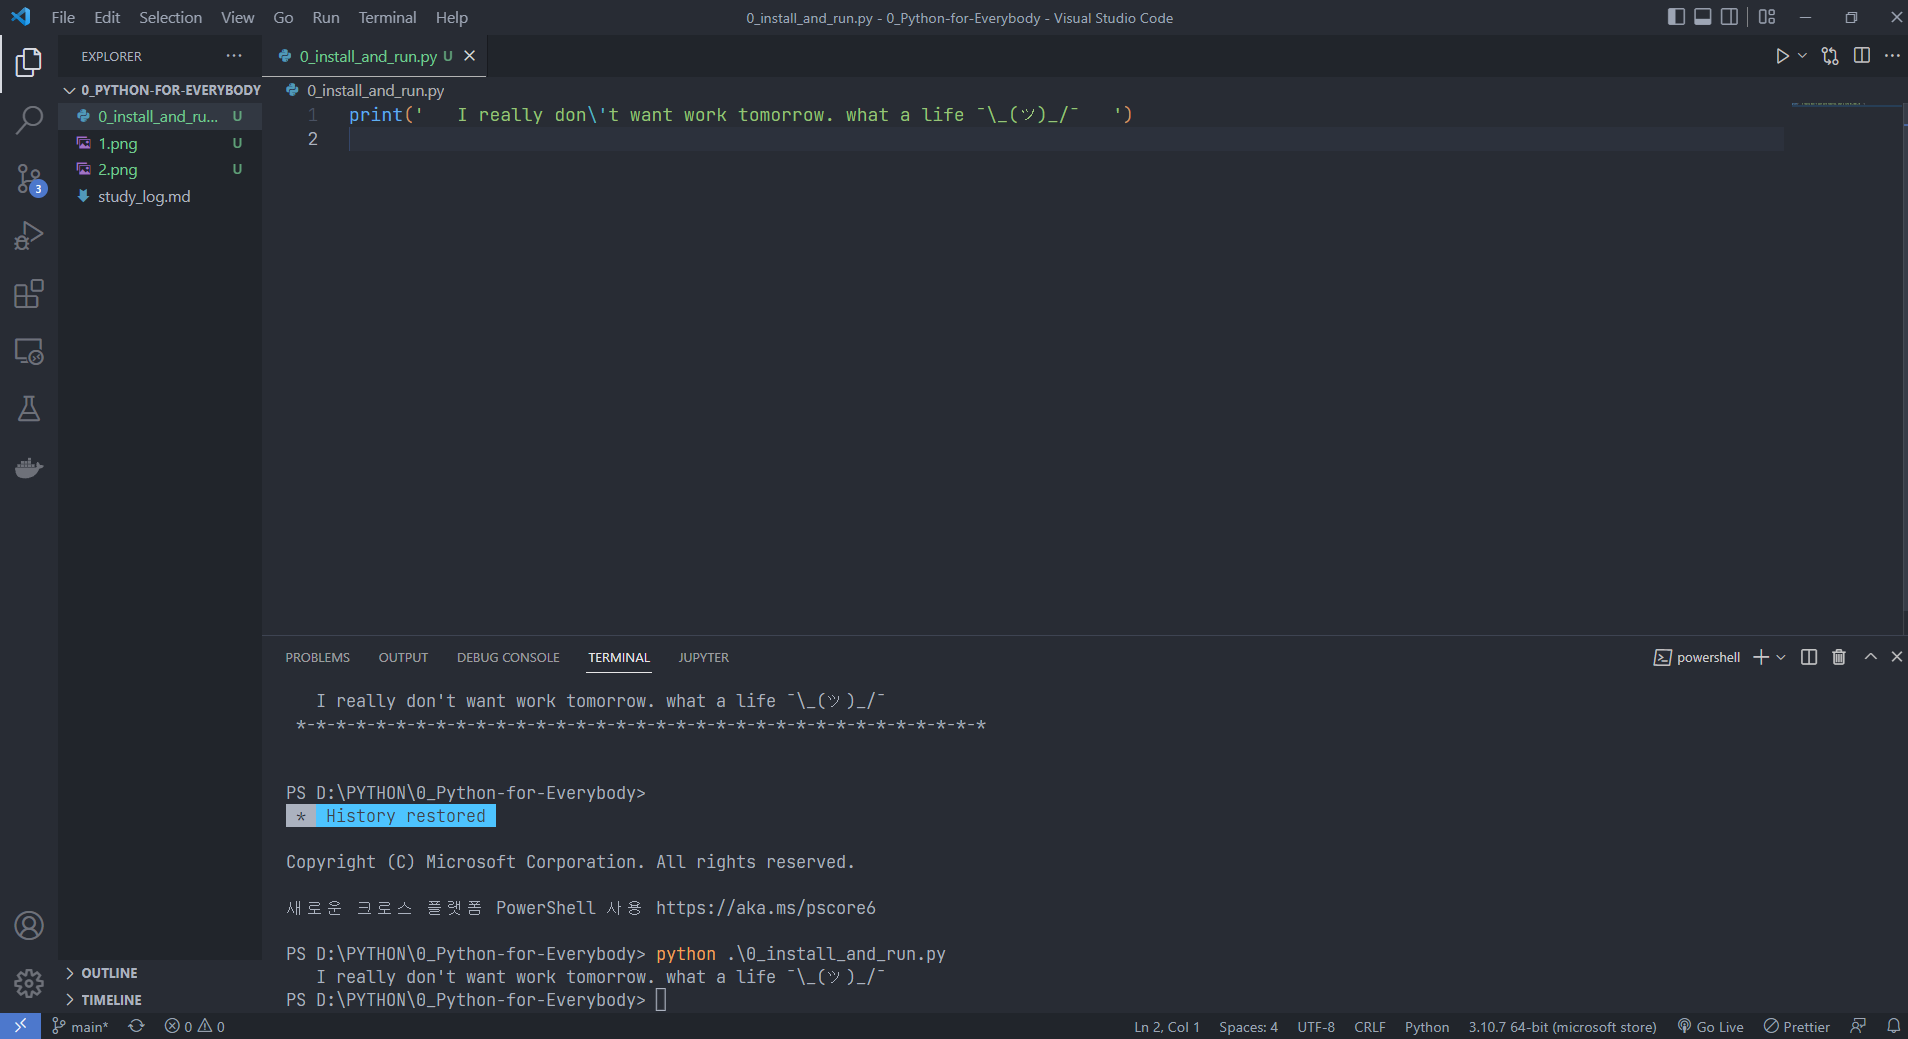 File Edit Selection View Go Run Terminal Help
0_install_and_run.py - 0_Python-for-Everybody - Visual Studio Code
EXPLORER
0_PYTHON-FOR-EVERYBODY
0_install_and_ru... U
1.png U
2.png U
study_log.md
3
OUTLINE
TIMELINE
0_install_and_run.py U
0_install_and_run.py
1 print('   I really don\'t want work tomorrow. what a life ¯\_(ツ)_/¯   ')
2
PROBLEMS OUTPUT DEBUG CONSOLE TERMINAL JUPYTER
powershell
I really don't want work tomorrow. what a life ¯\_(ツ)_/¯
*-*-*-*-*-*-*-*-*-*-*-*-*-*-*-*-*-*-*-*-*-*-*-*-*-*-*-*-*-*-*-*-*-*-*
PS D:\PYTHON\0_Python-for-Everybody>
* History restored
Copyright (C) Microsoft Corporation. All rights reserved.
새로운 크로스 플랫폼 PowerShell 사용 https://aka.ms/pscore6
PS D:\PYTHON\0_Python-for-Everybody> python .\0_install_and_run.py
I really don't want work tomorrow. what a life ¯\_(ツ)_/¯
PS D:\PYTHON\0_Python-for-Everybody>
main* 0 0 Ln 2, Col 1 Spaces: 4 UTF-8 CRLF Python 3.10.7 64-bit (microsoft store) Go Live Prettier